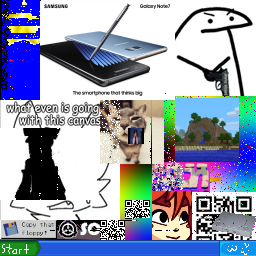 SAMSUNG
Galaxy Note7
The smartphone that thinks big
what even is going
with this canvas
Copy that
floppy!
SC
Start